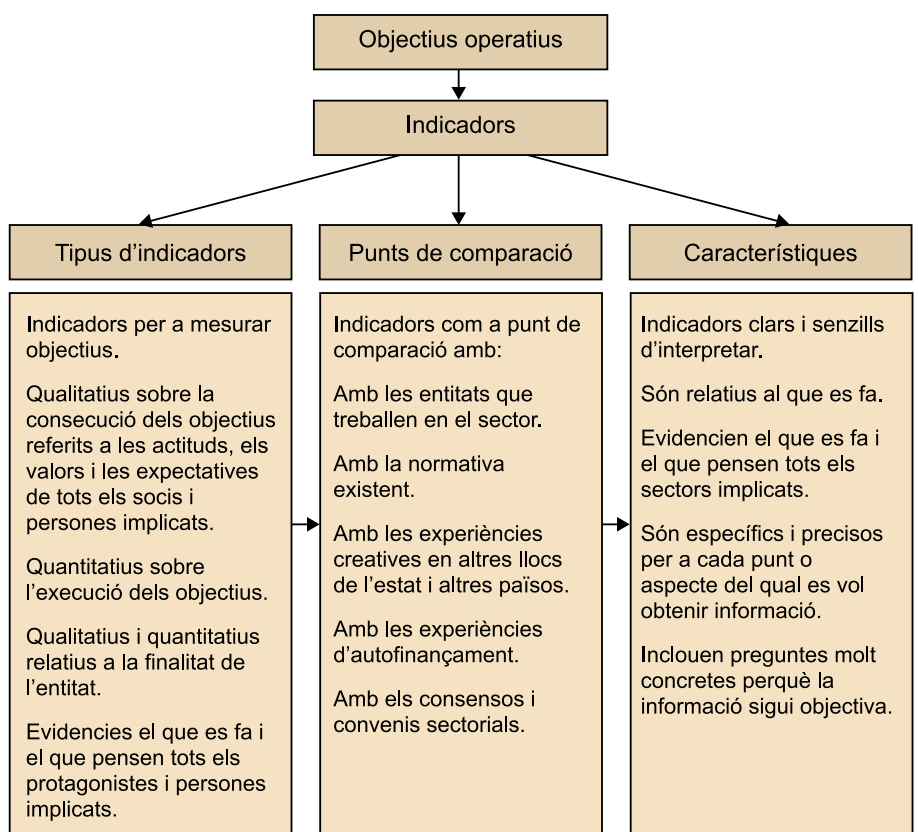 Objectius operatius
Indicadors
Tipus d’indicadors
Indicadors per a mesurar
objectius.
Qualitatius sobre la
consecució dels objectius
referits a les actituds, els
valors i les expectatives
de tots els socis i
persones implicats.
Quantitatius sobre
l’execució dels objectius.
Qualitatius i quantitatius
relatius a la finalitat de
l’entitat.
Evidencies el que es fa i
el que pensen tots els
protagonistes i persones
implicats.
Punts de comparació
Indicadors com a punt de
comparació amb:
Amb les entitats que
treballen en el sector.
Amb la normativa
existent.
Amb les experiències
creatives en altres llocs
de l’estat i altres països.
Amb les experiències
d’autofinançament.
Amb els consensos i
convenis sectorials.
Característiques
Indicadors clars i senzills
d’interpretar.
Són relatius al que es fa.
Evidencien el que es fa i
el que pensen tots els
sectors implicats.
Són específics i precisos
per a cada punt o
aspecte del qual es vol
obtenir informació.
Inclouen preguntes molt
concretes perquè la
informació sigui objectiva.